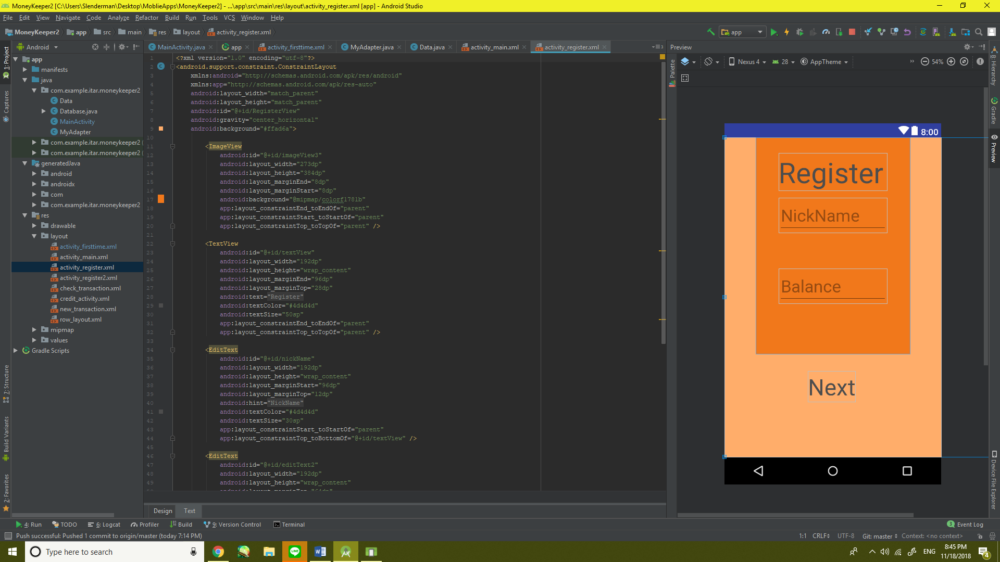 MoneyKeeper2 [C:\Users\Slenderman\Desktop\MoblieApps\MoneyKeeper2] - ...\app\src\main\res\layout\activity_register.xml [app] - Android Studio
File Edit View Navigate Code Analyze Refactor Build Run Tools VCS Window Help
MoneyKeeper2 app src main res layout activity_register.xml
app
1: Project
Captures
7: Structure
Build Variants
2: Favorites
Android
app
manifests
java
com.example.itar.moneykeeper2
Data
Database.java
MainActivity
MyAdapter
com.example.itar.moneykeeper2 (
com.example.itar.moneykeeper2 (
generatedJava
android
androidx
com
com.example.itar.moneykeeper2
res
drawable
layout
activity_firsttime.xml
activity_main.xml
activity_register.xml
activity_register2.xml
check_transaction.xml
credit_activity.xml
new_transaction.xml
row_layout.xml
mipmap
values
Gradle Scripts
MainActivity.java app activity_firsttime.xml MyAdapter.java Data.java activity_main.xml activity_register.xml
1 <?xml version="1.0" encoding="utf-8"?>
2 <android.support.constraint.ConstraintLayout
3 xmlns:android="http://schemas.android.com/apk/res/android"
4 xmlns:app="http://schemas.android.com/apk/res-auto"
5 android:layout_width="match_parent"
6 android:layout_height="match_parent"
7 android:id="@+id/RegisterView"
8 android:gravity="center_horizontal"
9 android:background="#ffad6a">
10
11 <ImageView
12 android:id="@+id/imageView3"
13 android:layout_width="273dp"
14 android:layout_height="384dp"
15 android:layout_marginEnd="8dp"
16 android:layout_marginStart="8dp"
17 android:background="@mipmap/colorf1781b"
18 app:layout_constraintEnd_toEndOf="parent"
19 app:layout_constraintStart_toStartOf="parent"
20 app:layout_constraintTop_toTopOf="parent" />
21
22 <TextView
23 android:id="@+id/textView"
24 android:layout_width="192dp"
25 android:layout_height="wrap_content"
26 android:layout_marginEnd="96dp"
27 android:layout_marginTop="28dp"
28 android:text="Register"
29 android:textColor="#4d4d4d"
30 android:textSize="50sp"
31 app:layout_constraintEnd_toEndOf="parent"
32 app:layout_constraintTop_toTopOf="parent" />
33
34 <EditText
35 android:id="@+id/nickName"
36 android:layout_width="192dp"
37 android:layout_height="wrap_content"
38 android:layout_marginStart="96dp"
39 android:layout_marginTop="12dp"
40 android:hint="NickName"
41 android:textColor="#4d4d4d"
42 android:textSize="30sp"
43 app:layout_constraintStart_toStartOf="parent"
44 app:layout_constraintTop_toBottomOf="@+id/textView" />
45
46 <EditText
47 android:id="@+id/editText2"
48 android:layout_width="192dp"
49 android:layout_height="wrap_content"
Design Text
Preview
Palette
Nexus 4 28 AppTheme 54%
8:00
Register
NickName
Balance
Next
8: Hierarchy
Gradle
Preview
Device File Explorer
4: Run TODO 6: Logcat Profiler Build 9: Version Control Terminal
3 Event Log
Push successful: Pushed 1 commit to origin/master (today 7:14 PM)
1:1 CRLF UTF-8 Git: master Context: <no context>
Type here to search
LINE
W
ENG
8:45 PM
11/18/2018
4